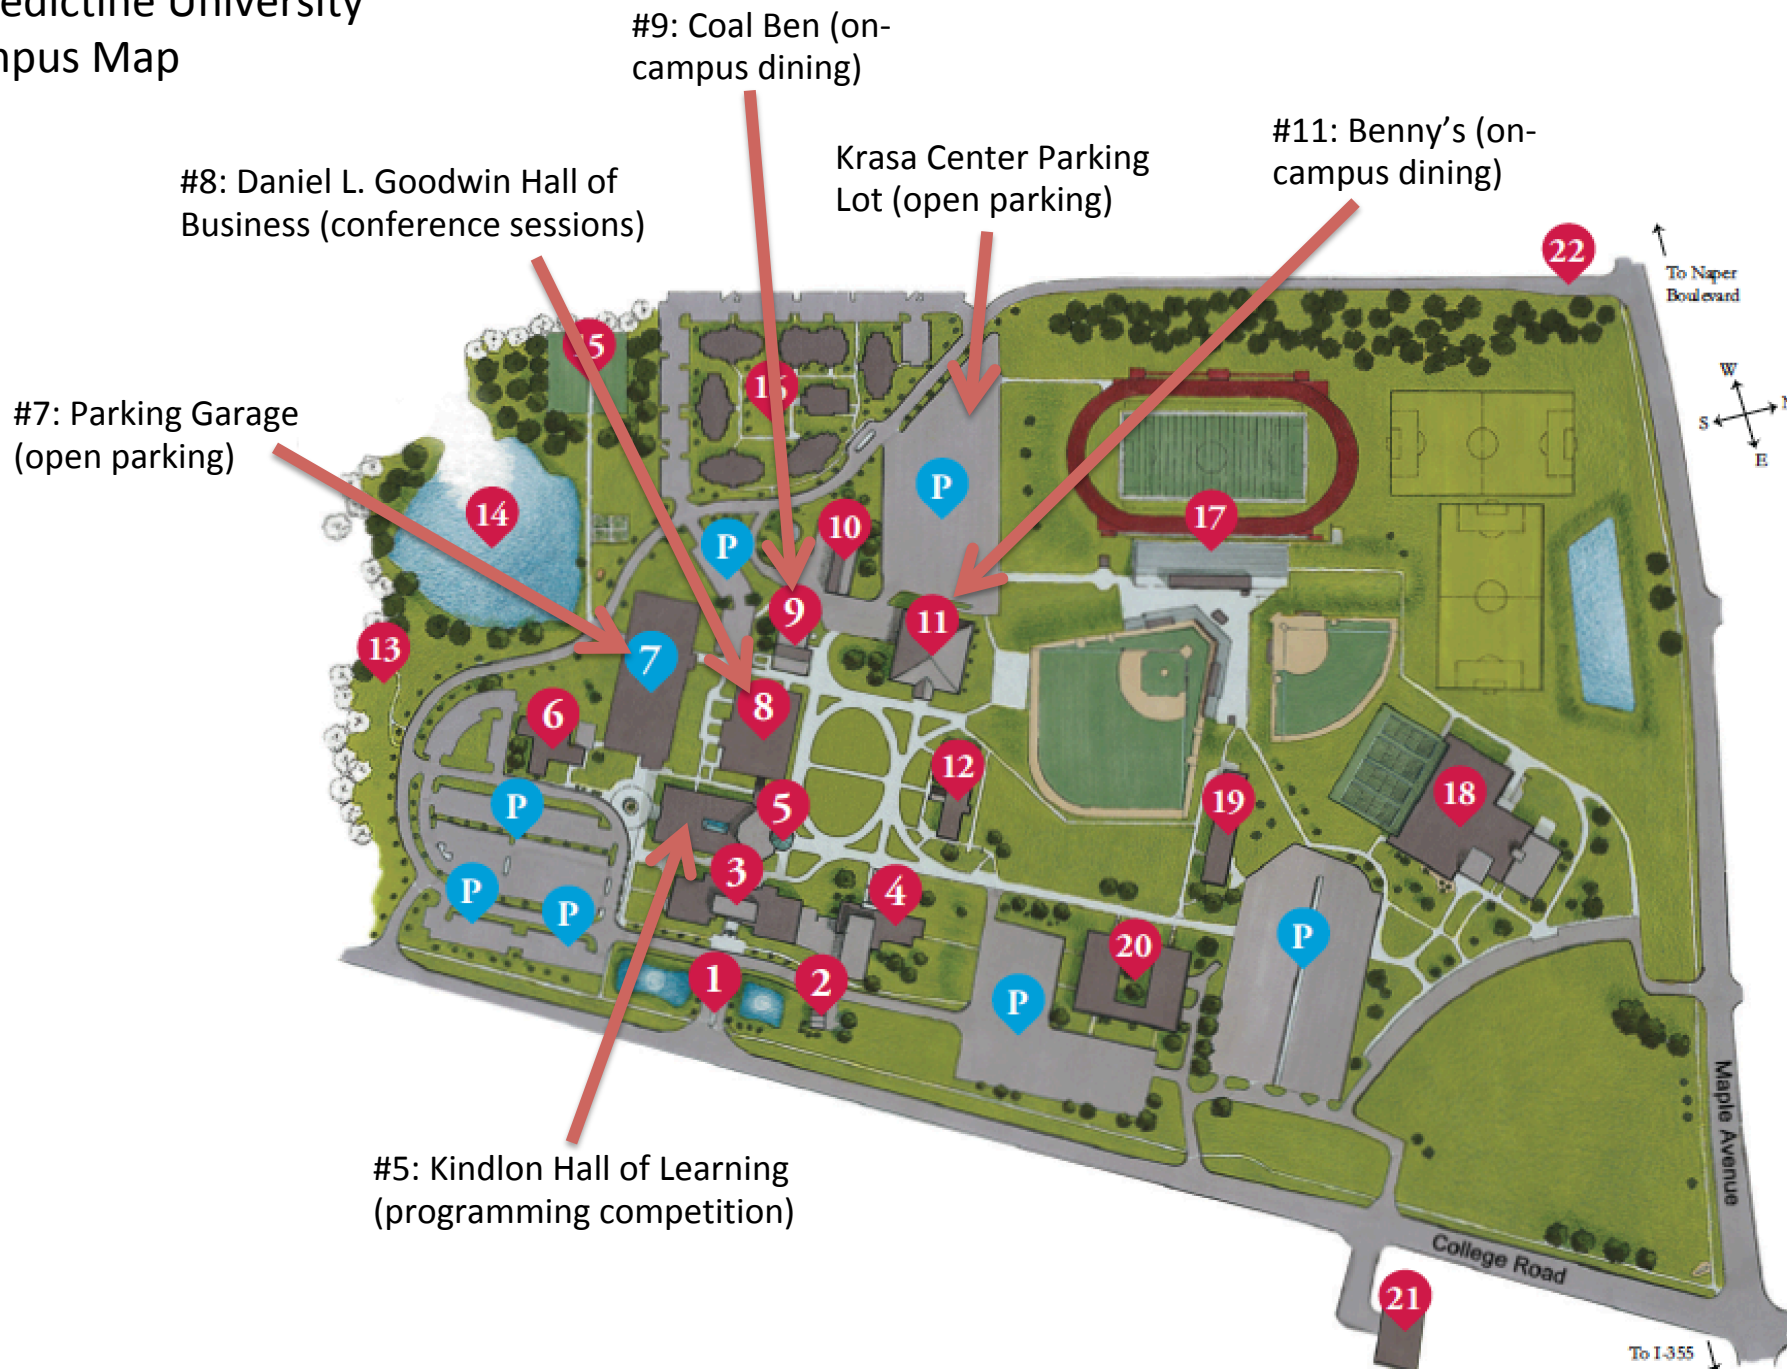 edictine University
mpus Map
#9: Coal Ben (on-
campus dining)
#11: Benny’s (on-
campus dining)
Krasa Center Parking
Lot (open parking)
#8: Daniel L. Goodwin Hall of
Business (conference sessions)
22
To Naper
Boulevard
15
16
W
N
S
E
#7: Parking Garage
(open parking)
P
14
17
10
P
9
11
13
7
8
6
12
5
18
19
P
3
4
P
P
20
P
1
2
P
Maple Avenue
#5: Kindlon Hall of Learning
(programming competition)
College Road
21
To I-355